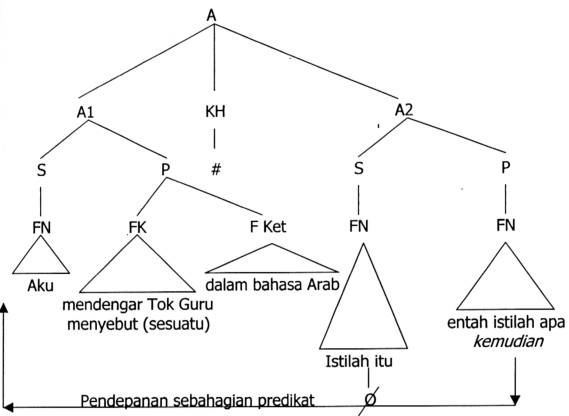 A
A1 KH A2
S P # S P
FN FK F Ket FN FN
Aku
mendengar Tok Guru
menyebut (sesuatu)
dalam bahasa Arab
Istilah itu
entah istilah apa
kemudian
Pendepanan sebahagian predikat
Ø